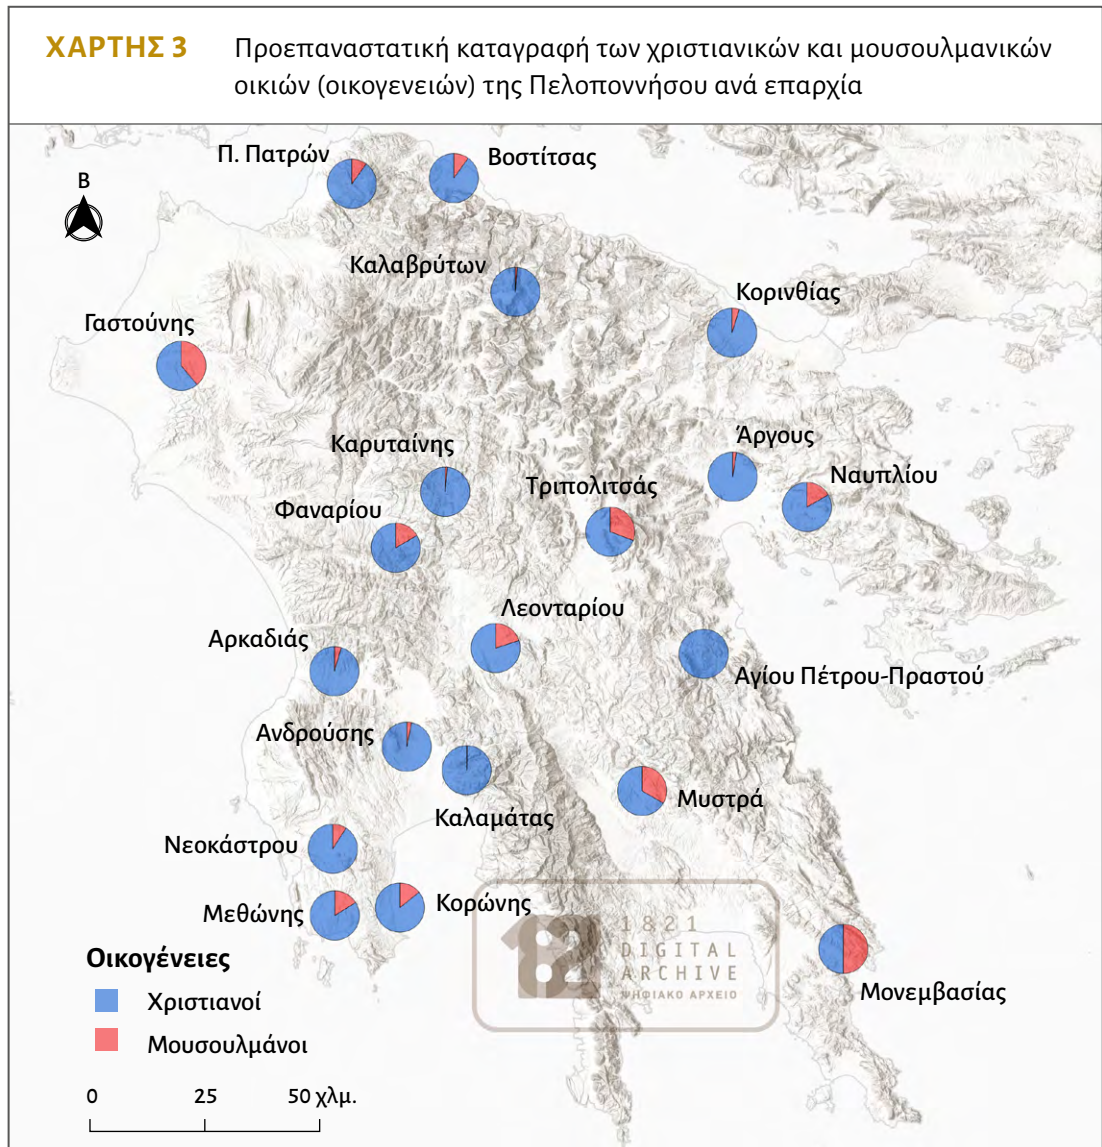 ΧΑΡΤΗΣ 3 Προεπαναστατική καταγραφή των χριστιανικών και μουσουλμανικών
οικιών (οικογενειών) της Πελοποννήσου ανά επαρχία
Π. Πατρών
Βοστίτσας
Β
Καλαβρύτων
Κορινθίας
Γαστούνης
Άργους
Καρυταίνης
Ναυπλίου
Τριπολιτσάς
Φαναρίου
Λεονταρίου
Αρκαδιάς
Αγίου Πέτρου-Πραστού
Ανδρούσης
Μυστρά
Καλαμάτας
Νεοκάστρου
Κορώνης
Μεθώνης
182
1821
DIGITAL
ARCHIVE
ΨΗΦΙΑΚΟ ΑΡΧΕΙΟ
Μονεμβασίας
Οικογένειες
Χριστιανοί
Μουσουλμάνοι
0 25 50 χλμ.